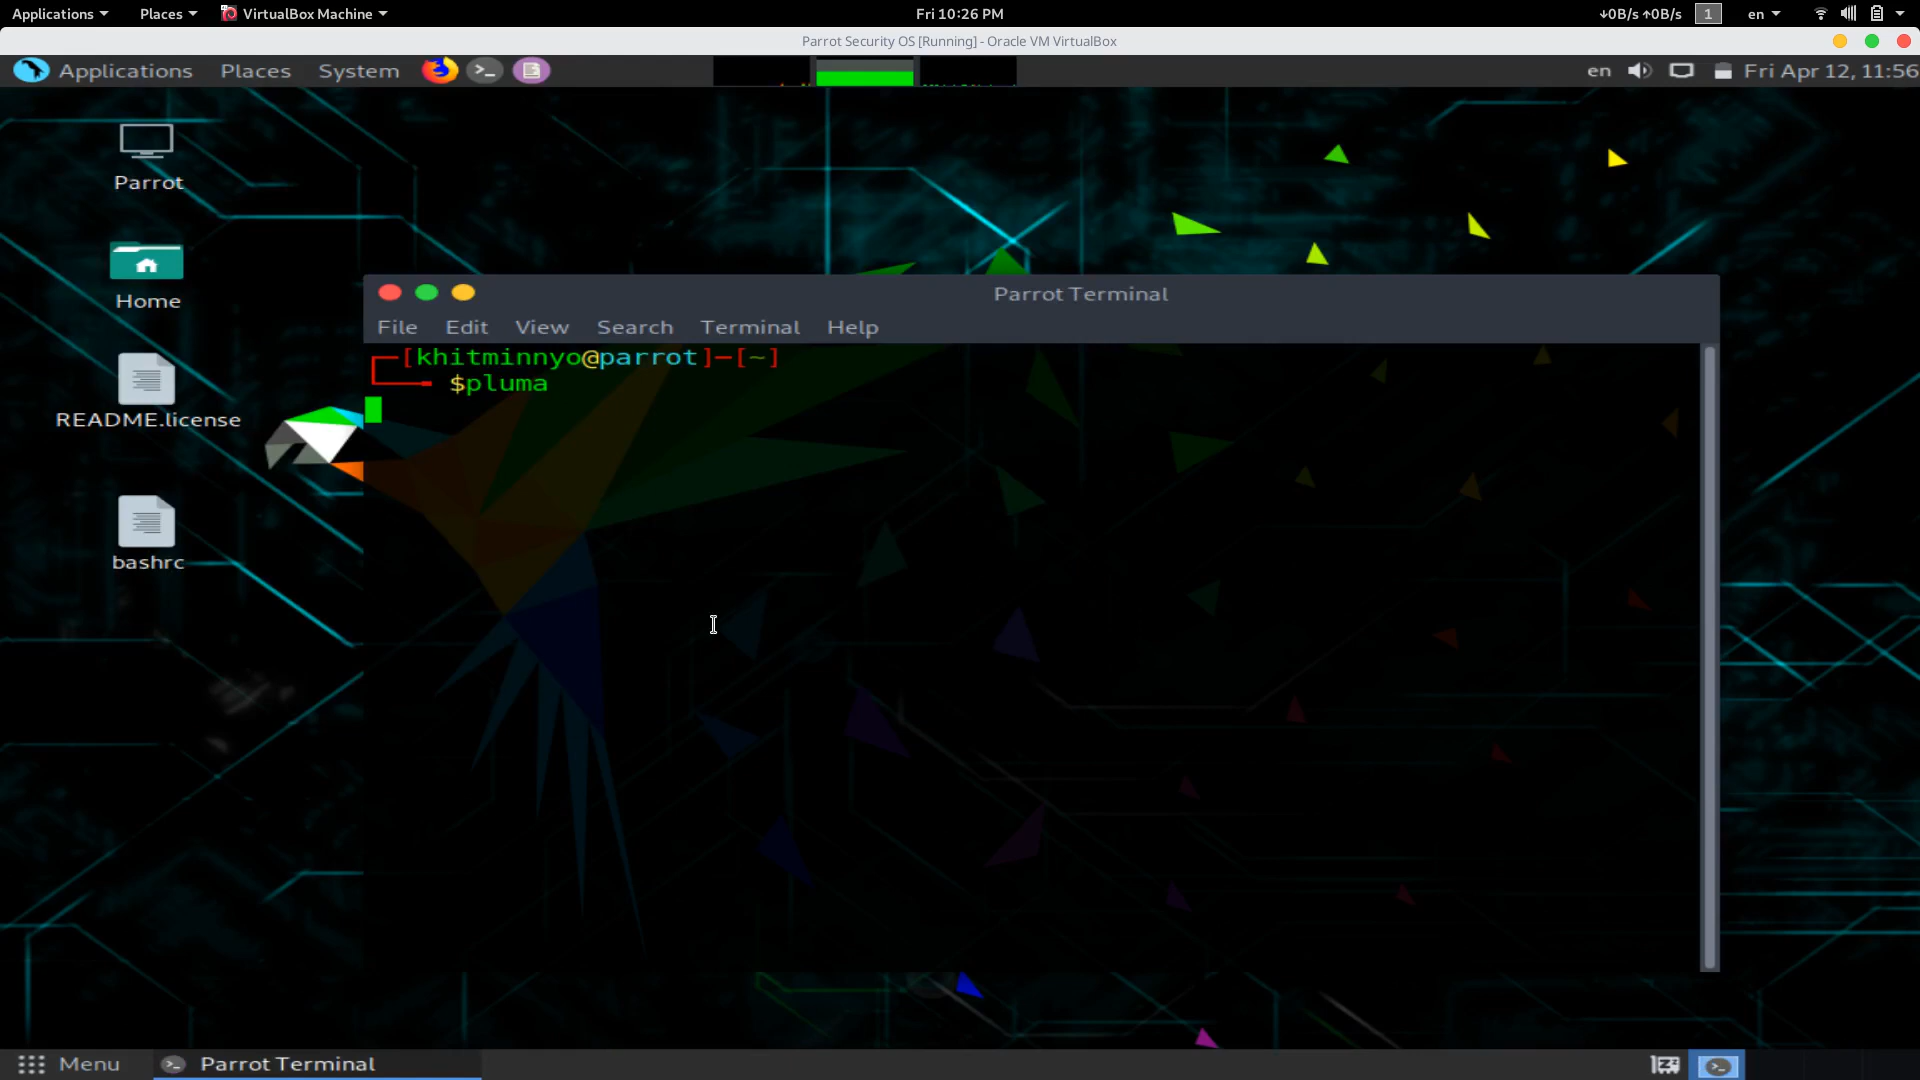 Applications Places VirtualBox Machine Fri 10:26 PM ↓0B/s ↑0B/s 1 en
Parrot Security OS [Running] - Oracle VM VirtualBox
Applications Places System en Fri Apr 12, 11:56
Parrot
Home
README.license
bashrc
Parrot Terminal
File Edit View Search Terminal Help
┌─[khitminnyo@parrot]─[~]
└──╼ $pluma
Menu Parrot Terminal